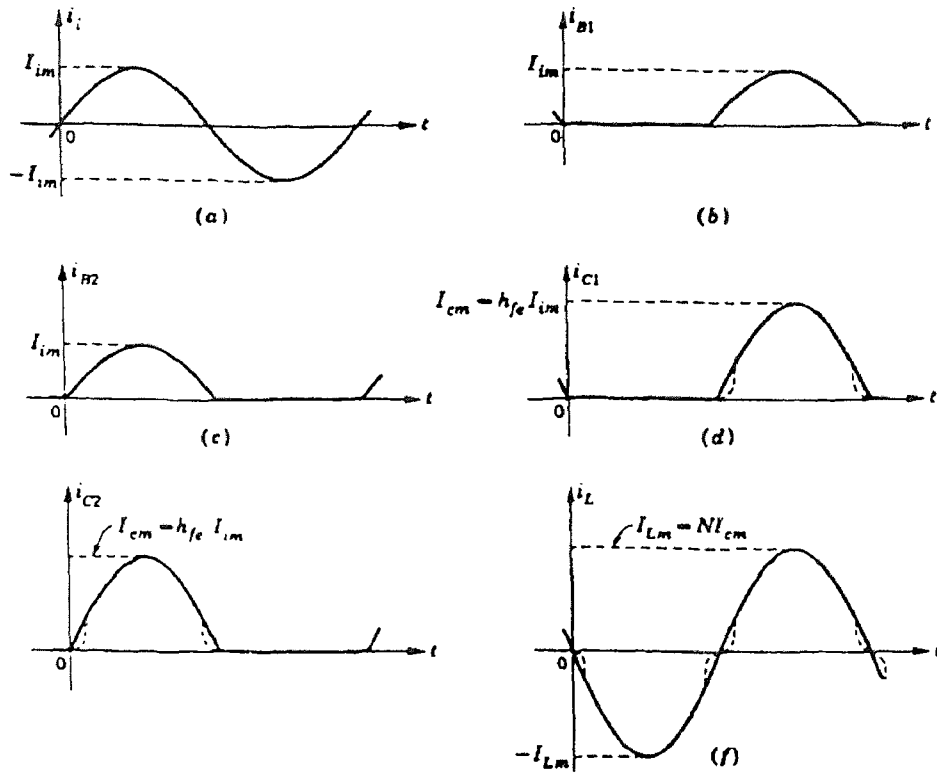 i_i
I_im
0
t
-I_im
(a)
i_B1
I_im
0
t
(b)
i_B2
I_im
0
t
(c)
i_C1
I_cm = h_fe I_im
0
t
(d)
i_C2
I_cm = h_fe I_im
0
t
i_L
I_Lm = NI_cm
0
t
-I_Lm
(f)